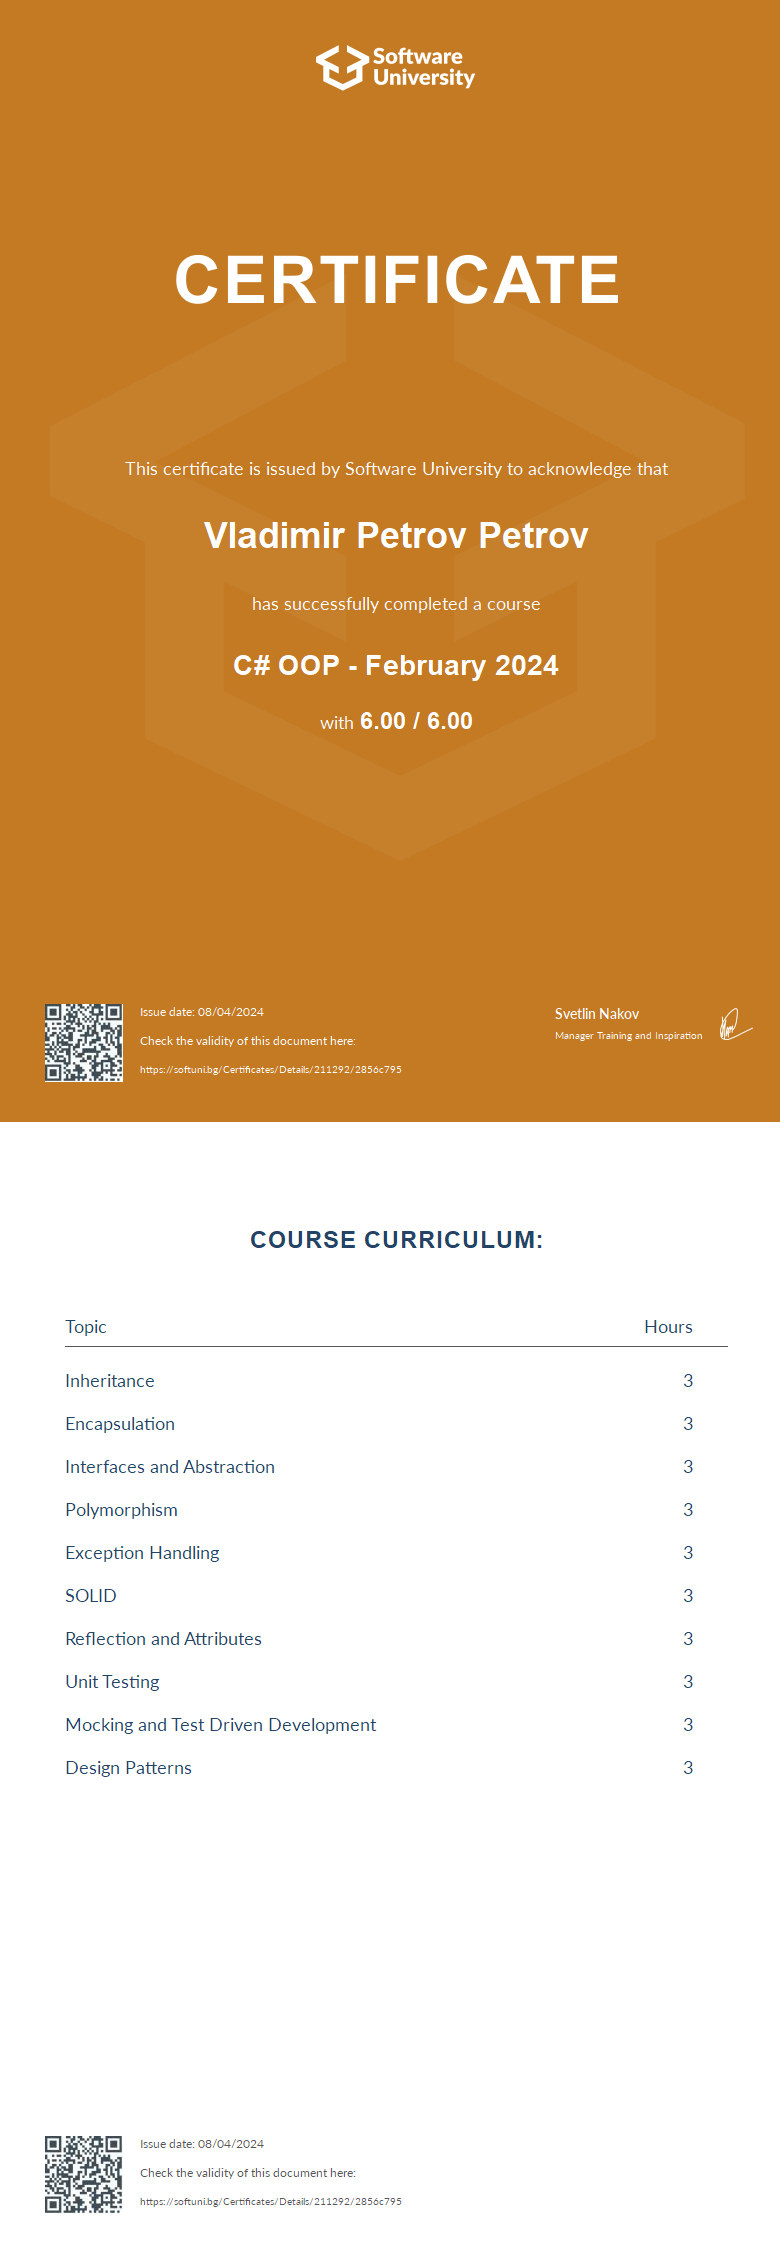 Software
University
CERTIFICATE
This certificate is issued by Software University to acknowledge that
Vladimir Petrov Petrov
has successfully completed a course
C# OOP - February 2024
with 6.00 / 6.00
Issue date: 08/04/2024
Check the validity of this document here:
https://softuni.bg/Certificates/Details/211292/2856c795
Svetlin Nakov
Manager Training and Inspiration
COURSE CURRICULUM:
Topic Hours
Inheritance 3
Encapsulation 3
Interfaces and Abstraction 3
Polymorphism 3
Exception Handling 3
SOLID 3
Reflection and Attributes 3
Unit Testing 3
Mocking and Test Driven Development 3
Design Patterns 3
Issue date: 08/04/2024
Check the validity of this document here:
https://softuni.bg/Certificates/Details/211292/2856c795